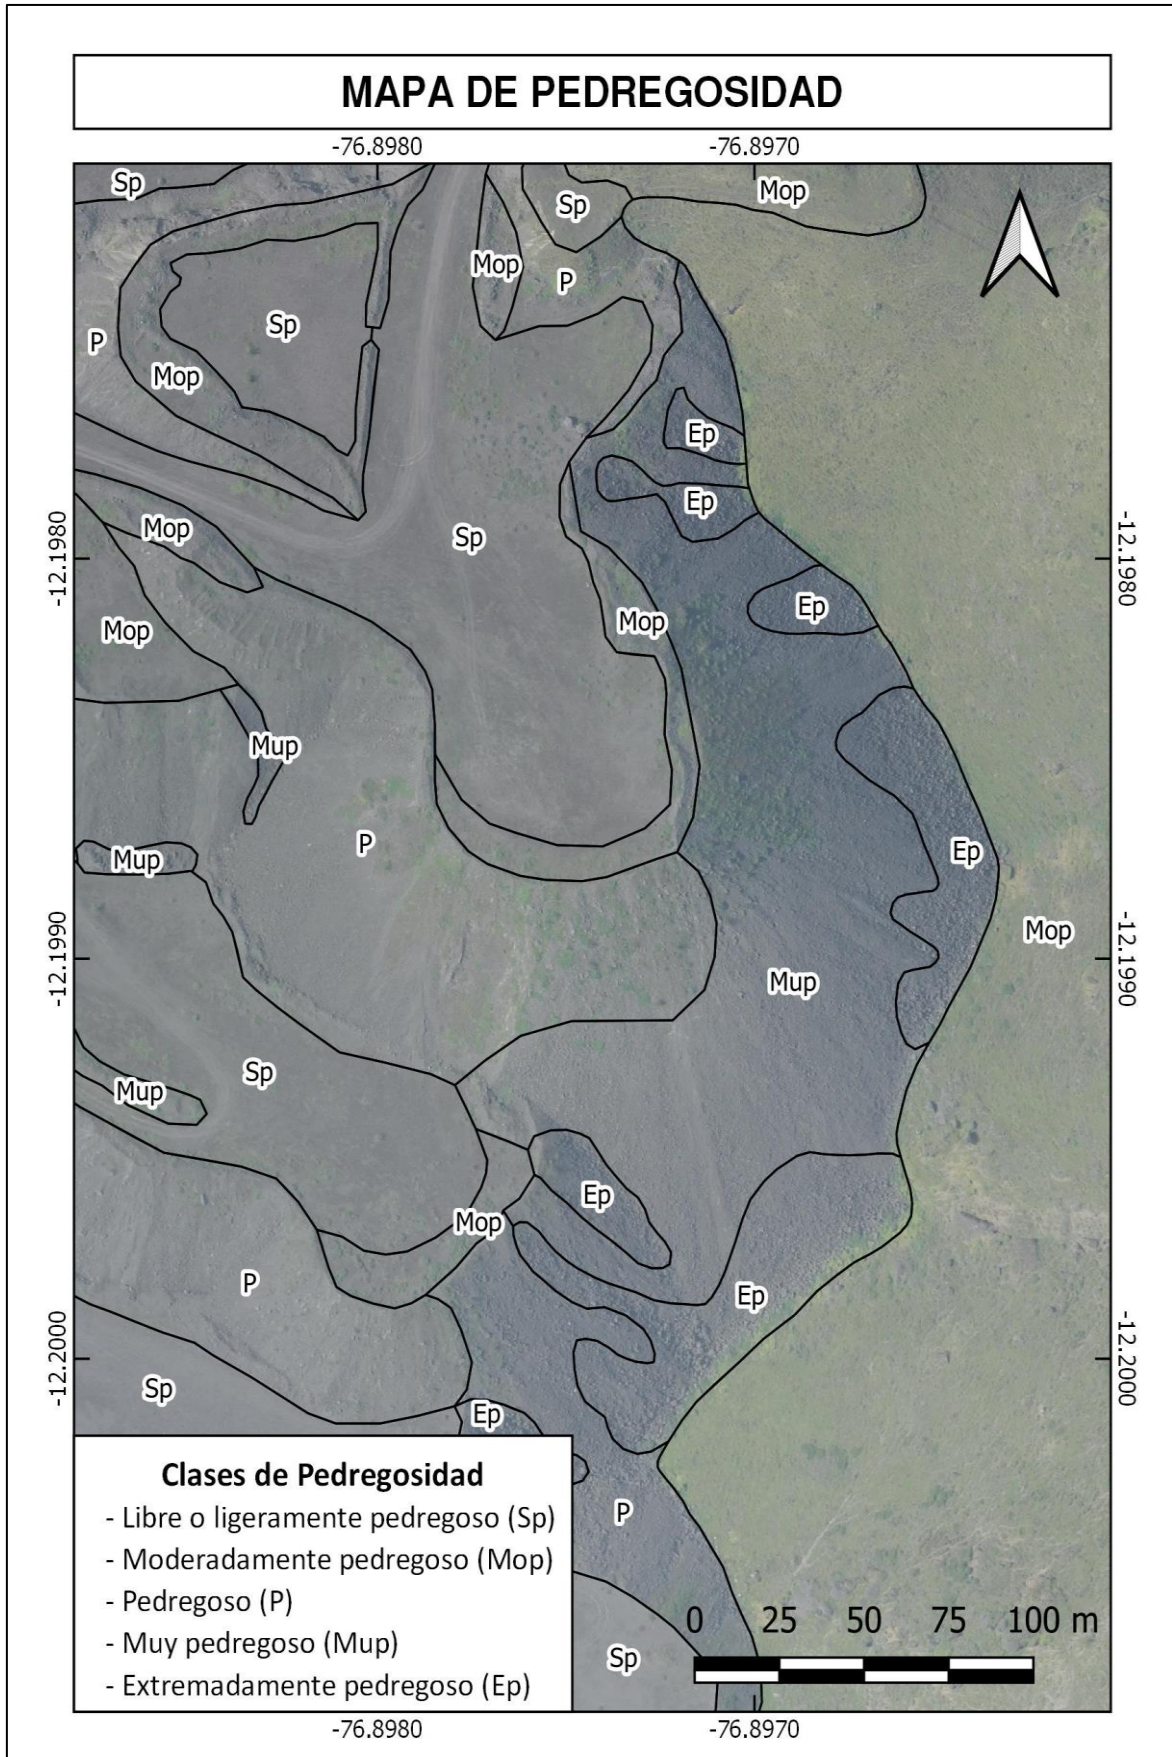 MAPA DE PEDREGOSIDAD
-76.8980
-76.8970
Sp
Mop
Sp
Mop
P
Sp
P
Mop
Ep
Ep
Mop
Sp
-12.1980
-12.1980
Ep
Mop
Mop
Mup
P
Ep
Mup
Mop
-12.1990
-12.1990
Mup
Sp
Mup
Ep
Mop
P
Ep
-12.2000
-12.2000
Sp
Ep
Clases de Pedregosidad
- Libre o ligeramente pedregoso (Sp)
- Moderadamente pedregoso (Mop)
- Pedregoso (P)
- Muy pedregoso (Mup)
- Extremadamente pedregoso (Ep)
P
0 25 50 75 100 m
Sp
-76.8980
-76.8970